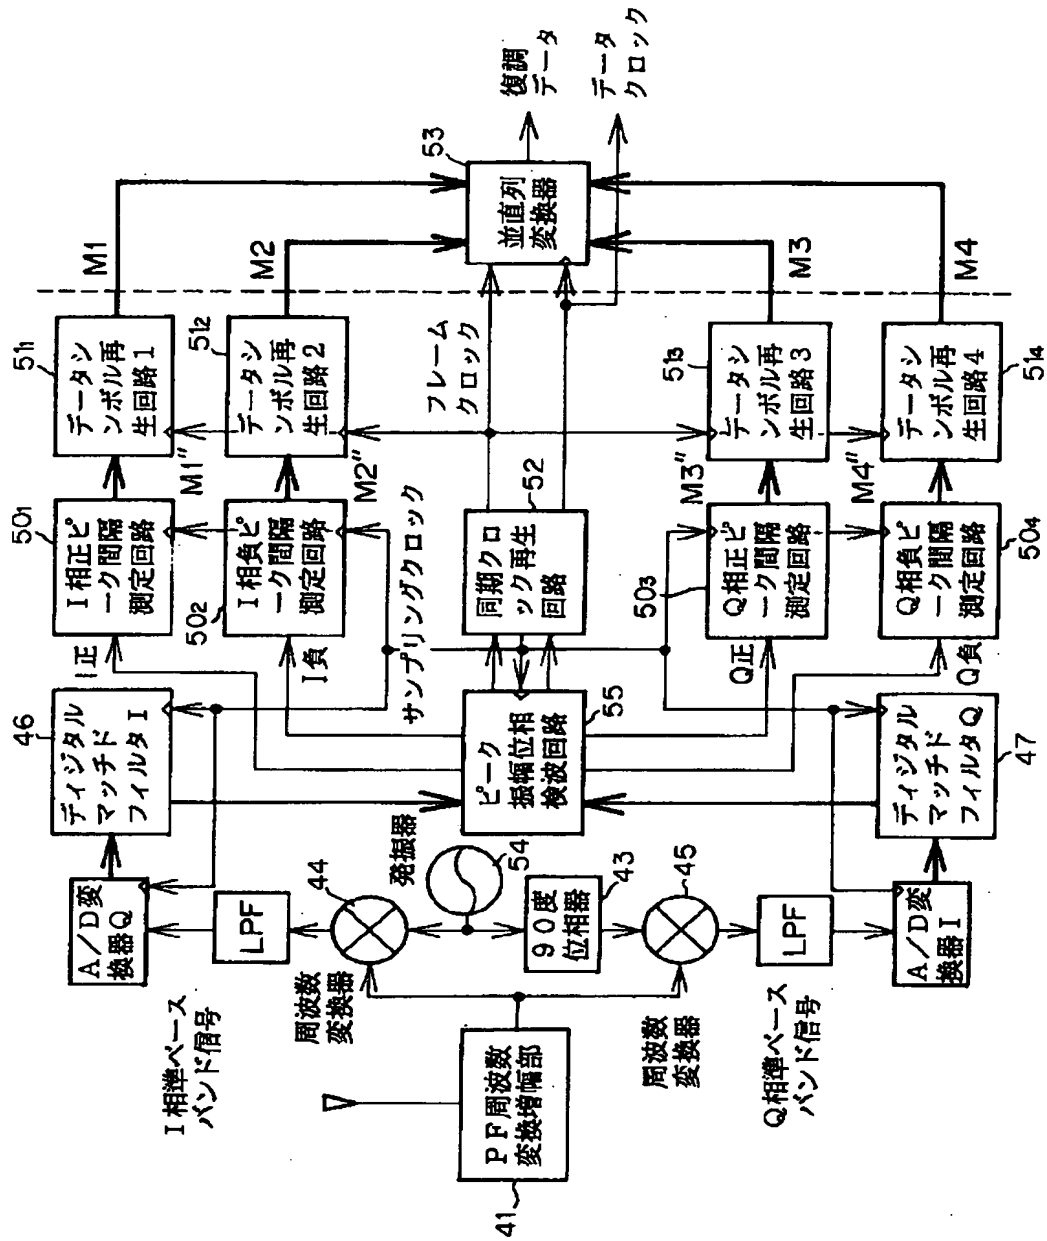 41
PF周波数
変換増幅部
I相準ベース
バンド信号
周波数
変換器
44
発振器
54
90度
位相器
43
周波数
変換器
45
Q相準ベース
バンド信号
LPF
LPF
A/D変
換器Q
A/D変
換器I
46
ディジタル
マッチド
フィルタI
ディジタル
マッチド
フィルタQ
47
ピーク
振幅位相
検波回路
55
I正
I負
Q正
Q負
サンプリングクロック
501
I相正ピ
ーク間隔
測定回路
502
I相負ピ
ーク間隔
測定回路
同期クロ
ック再生
回路
52
503
Q相正ピ
ーク間隔
測定回路
Q相負ピ
ーク間隔
測定回路
504
M1"
M2"
M3"
M4"
511
データシ
ンボル再
生回路1
512
データシ
ンボル再
生回路2
フレーム
クロック
513
データシ
ンボル再
生回路3
データシ
ンボル再
生回路4
514
M1
M2
M3
M4
53
並直列
変換器
復調
データ
データ
クロック